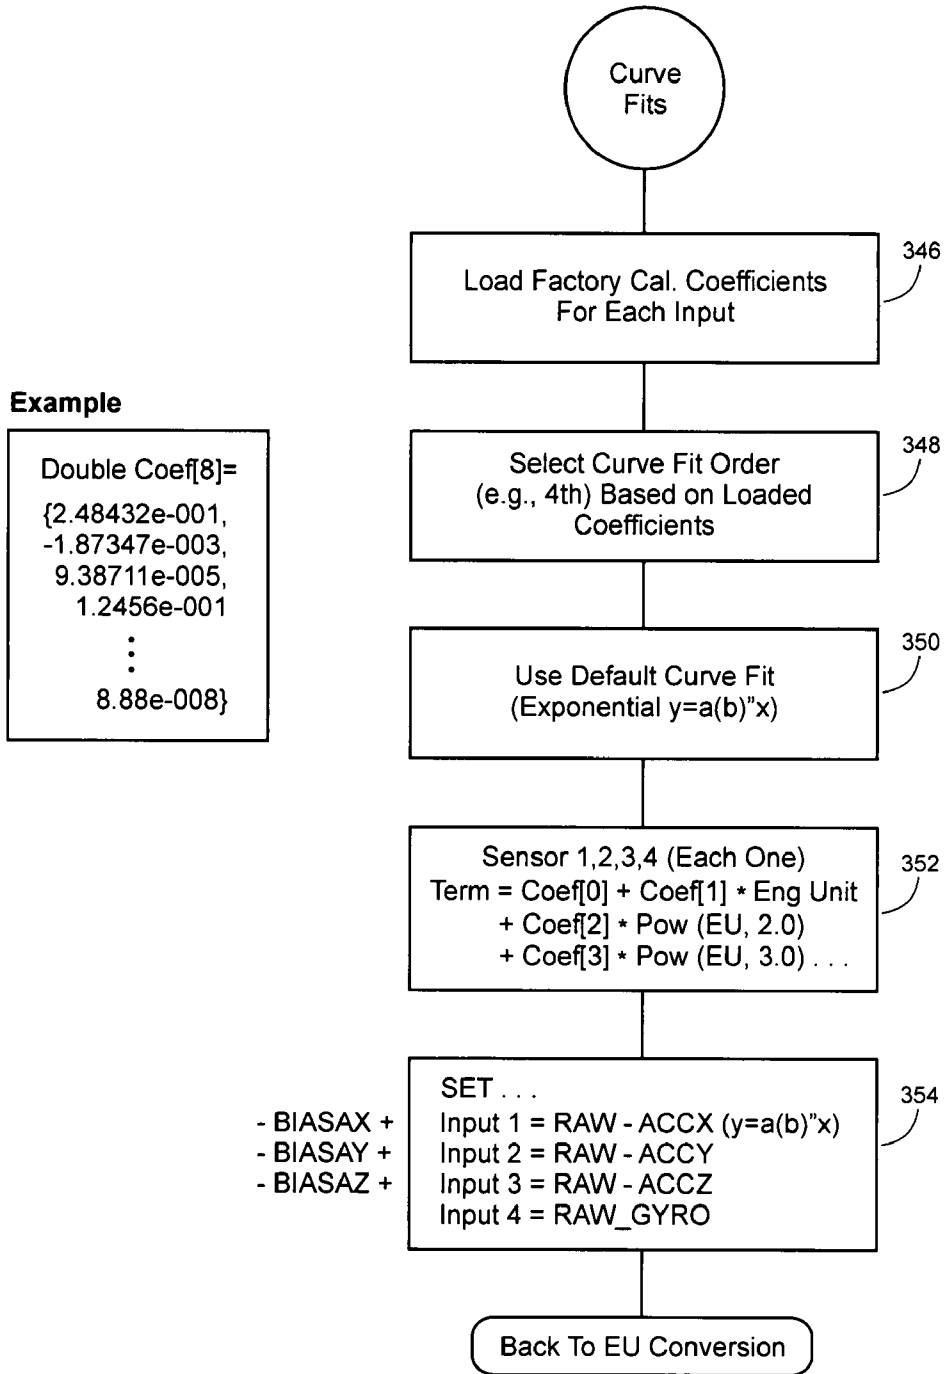 Curve
Fits
346
Load Factory Cal. Coefficients
For Each Input
Example
Double Coef[8]=
{2.48432e-001,
-1.87347e-003,
9.38711e-005,
1.2456e-001
⋮
8.88e-008}
348
Select Curve Fit Order
(e.g., 4th) Based on Loaded
Coefficients
350
Use Default Curve Fit
(Exponential y=a(b)"x)
352
Sensor 1,2,3,4 (Each One)
Term = Coef[0] + Coef[1] * Eng Unit
+ Coef[2] * Pow (EU, 2.0)
+ Coef[3] * Pow (EU, 3.0) . . .
354
SET . . .
- BIASAX + Input 1 = RAW - ACCX (y=a(b)"x)
- BIASAY + Input 2 = RAW - ACCY
- BIASAZ + Input 3 = RAW - ACCZ
Input 4 = RAW_GYRO
Back To EU Conversion